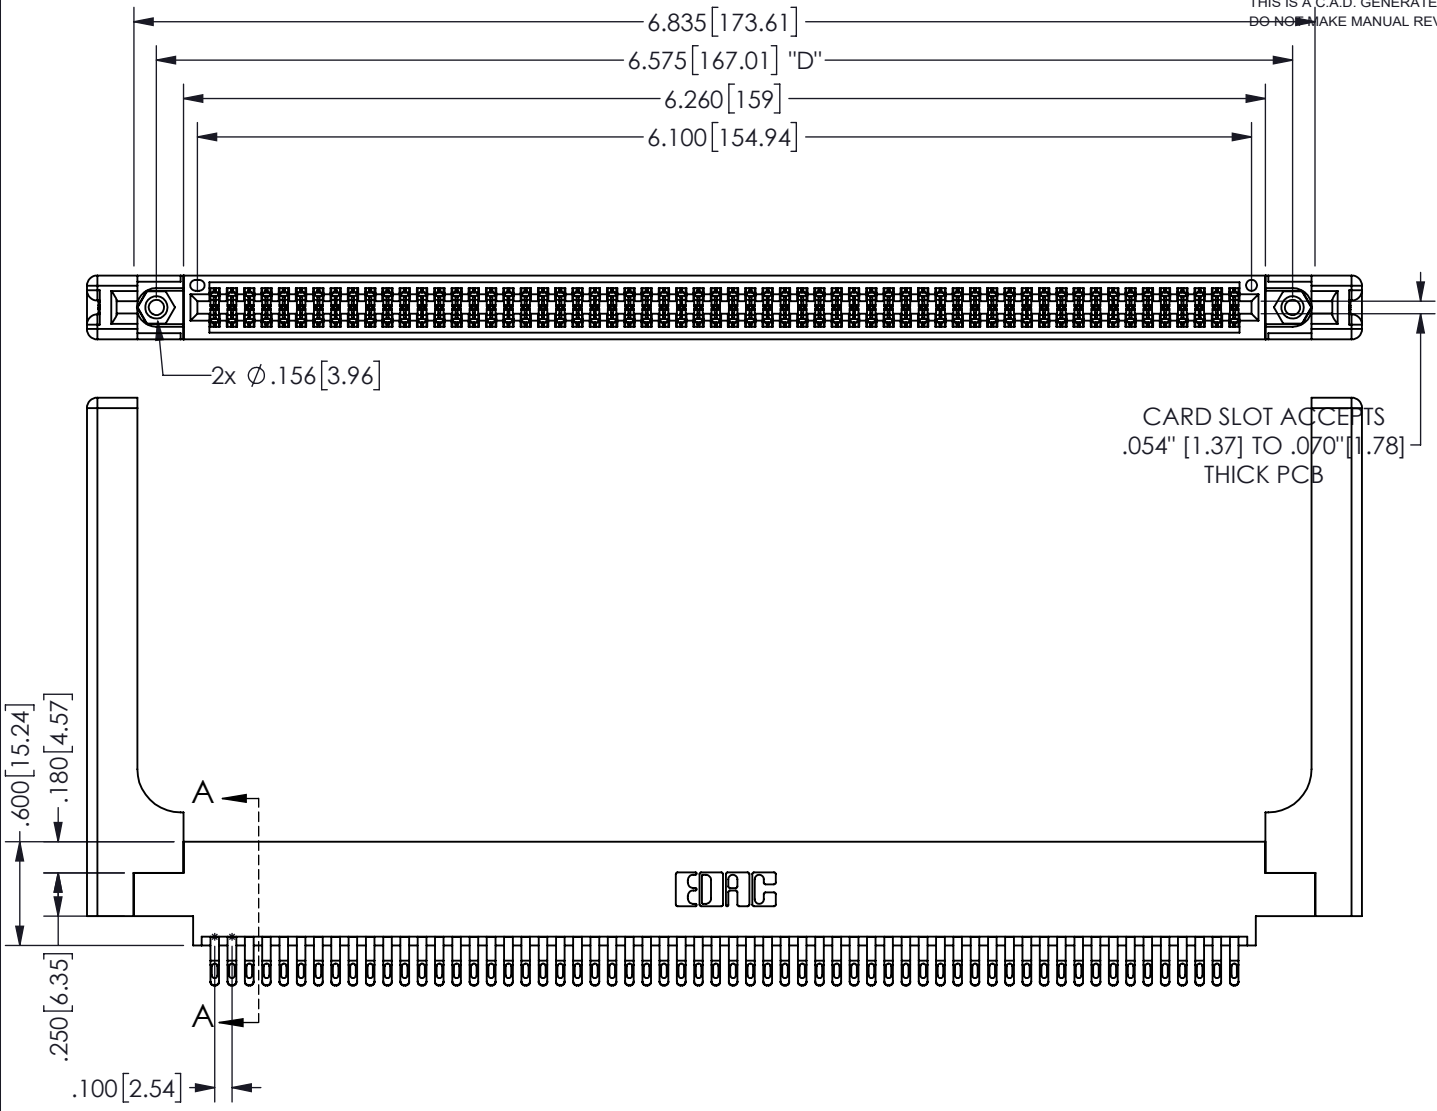 THIS IS A C.A.D. GENERATE
DO NOT MAKE MANUAL REV
6.835[173.61]
6.575[167.01] "D"
6.260[159]
6.100[154.94]
2x Ø.156[3.96]
CARD SLOT ACCEPTS
.054" [1.37] TO .070"[1.78]
THICK PCB
.600[15.24]
.180[4.57]
A
EDAC
.250[6.35]
A
.100[2.54]